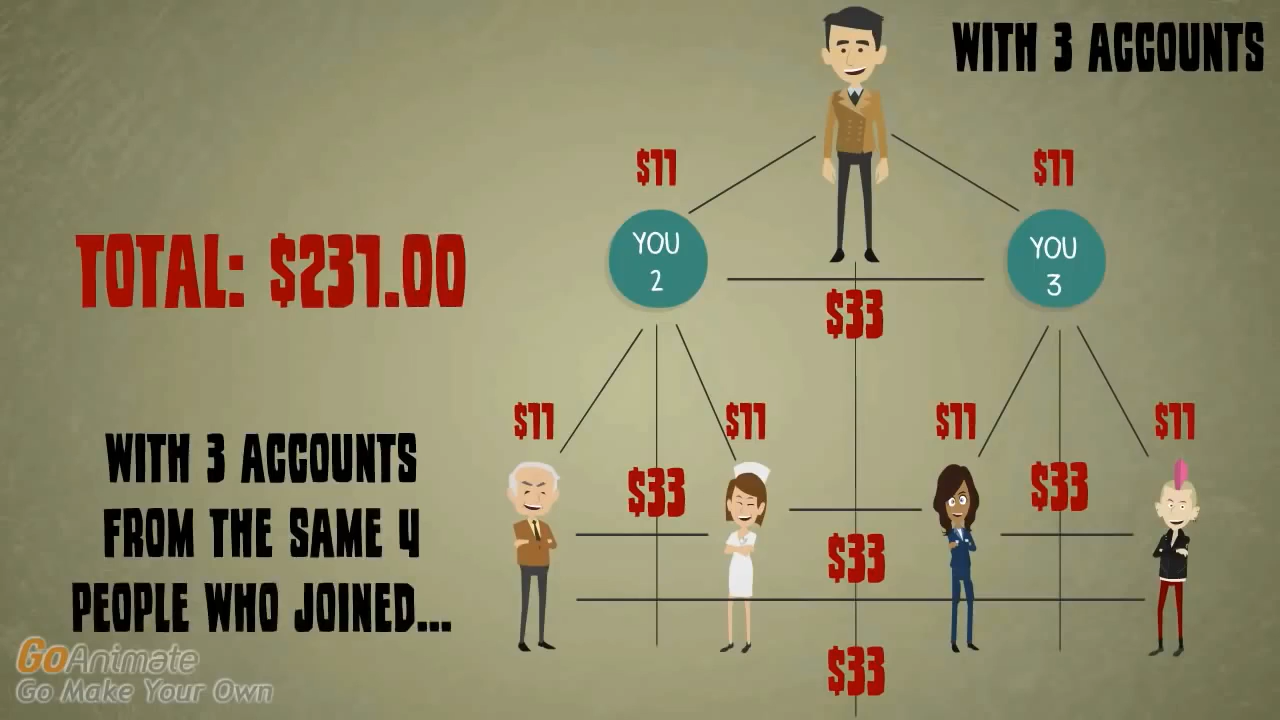 WITH 3 ACCOUNTS
$11
$11
YOU
2
YOU
3
TOTAL: $231.00
$33
$11
$11
$11
$11
$33
$33
WITH 3 ACCOUNTS
FROM THE SAME 4
PEOPLE WHO JOINED...
$33
$33
GoAnimate
Go Make Your Own